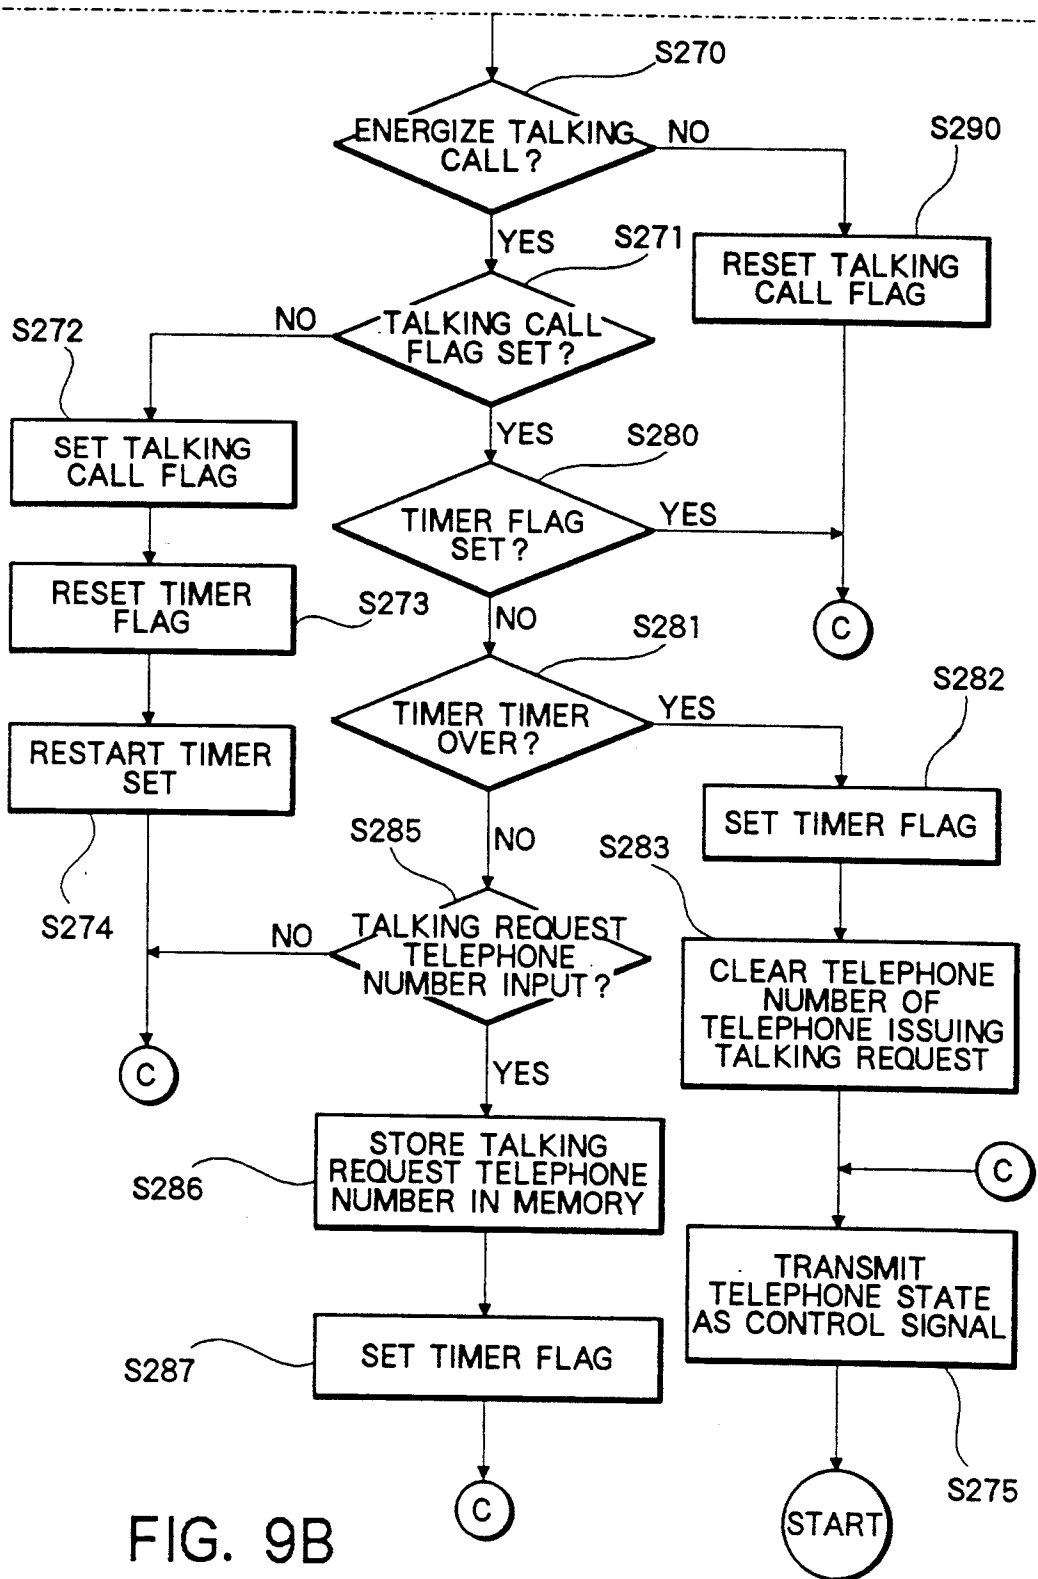 S270
ENERGIZE TALKING
CALL?
NO
S290
YES
S271
RESET TALKING
CALL FLAG
S272
NO
TALKING CALL
FLAG SET?
YES
S280
SET TALKING
CALL FLAG
TIMER FLAG
SET?
YES
RESET TIMER
FLAG
S273
NO
C
S281
S282
TIMER TIMER
OVER?
YES
RESTART TIMER
SET
SET TIMER FLAG
S285
NO
S283
S274
NO
TALKING REQUEST
TELEPHONE
NUMBER INPUT?
CLEAR TELEPHONE
NUMBER OF
TELEPHONE ISSUING
TALKING REQUEST
C
YES
STORE TALKING
REQUEST TELEPHONE
NUMBER IN MEMORY
S286
C
TRANSMIT
TELEPHONE STATE
AS CONTROL SIGNAL
SET TIMER FLAG
S287
S275
C
START
FIG. 9B